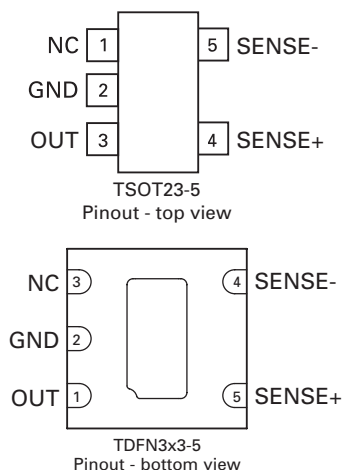 NC 1 5 SENSE-
GND 2
OUT 3 4 SENSE+
TSOT23-5
Pinout - top view
NC 3 4 SENSE-
GND 2
OUT 1 5 SENSE+
TDFN3x3-5
Pinout - bottom view